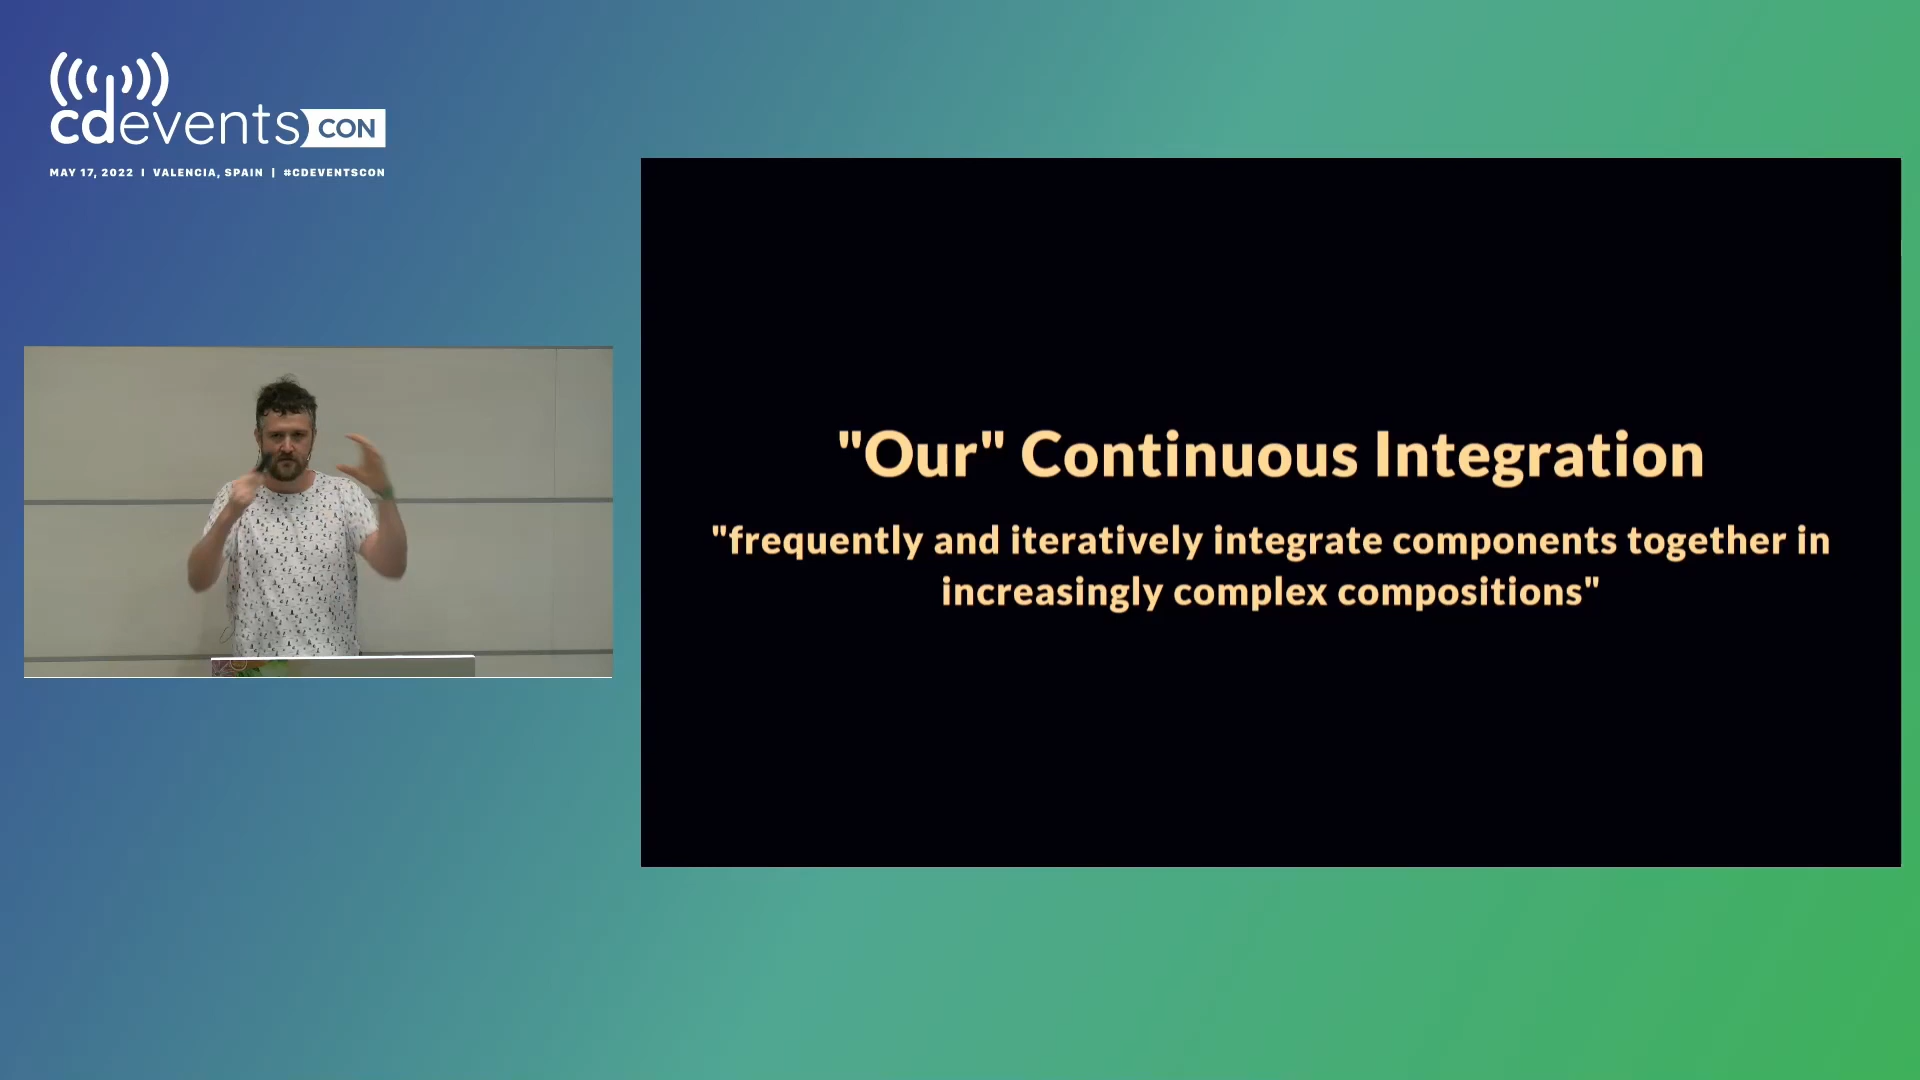 cdevents CON
MAY 17, 2022 | VALENCIA, SPAIN | #CDEVENTSCON
"Our" Continuous Integration
"frequently and iteratively integrate components together in
increasingly complex compositions"